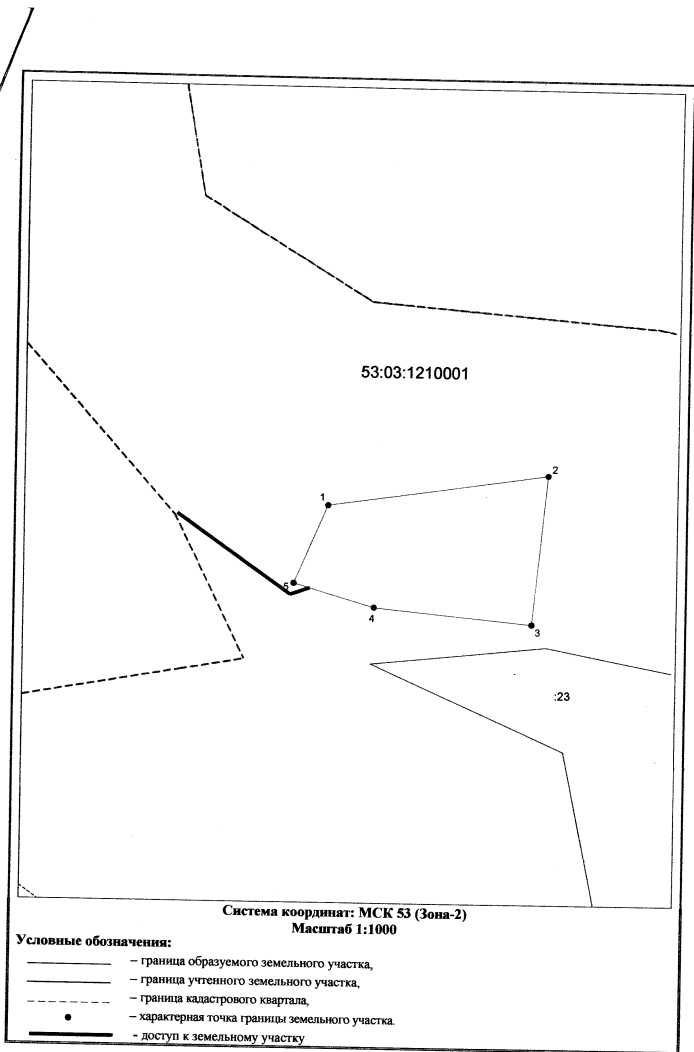 53:03:1210001
2
1
5
4
3
:23
Система координат: МСК 53 (Зона-2)
Масштаб 1:1000
Условные обозначения:
– граница образуемого земельного участка,
– граница учтенного земельного участка,
– граница кадастрового квартала,
– характерная точка границы земельного участка.
- доступ к земельному участку